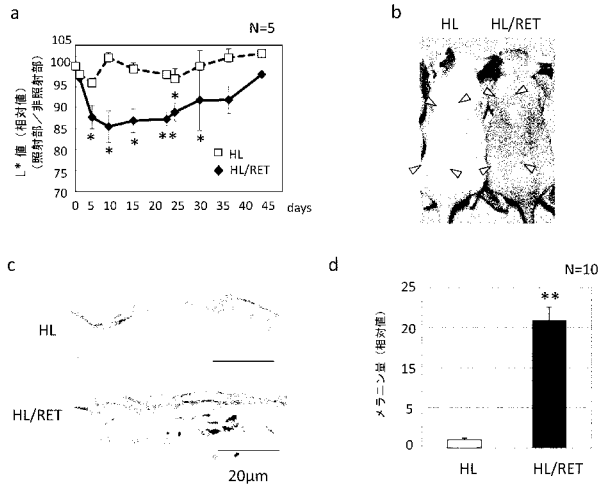 a
N=5
L*値（相対値）
（照射部／非照射部）
105
100
95
90
85
80
75
70
65
0 5 10 15 20 25 30 35 40 45 days
* * * ** * *
HL
HL/RET
b
HL HL/RET
c
HL
HL/RET
20μm
d
N=10
メラニン量（相対値）
25
20
15
5
0
**
HL HL/RET